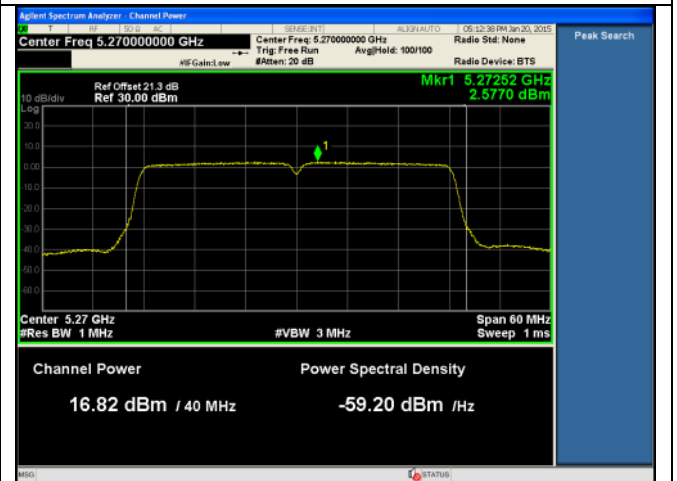 Agilent Spectrum Analyzer - Channel Power
T RF 50 Ω AC SENSE:INT ALIGNAUTO 05:12:38 PM Jan 20, 2015
Center Freq 5.270000000 GHz Center Freq: 5.270000000 GHz Radio Std: None
Trig: Free Run Avg|Hold: 100/100
#IFGain:Low #Atten: 20 dB Radio Device: BTS
Peak Search
Ref Offset 21.3 dB Mkr1 5.27252 GHz
10 dB/div Ref 30.00 dBm 2.5770 dBm
Log
20.0
10.0
1
0.00
-10.0
-20.0
-30.0
-40.0
-50.0
-60.0
Center 5.27 GHz Span 60 MHz
#Res BW 1 MHz #VBW 3 MHz Sweep 1 ms
Channel Power Power Spectral Density
16.82 dBm / 40 MHz -59.20 dBm /Hz
MSG STATUS